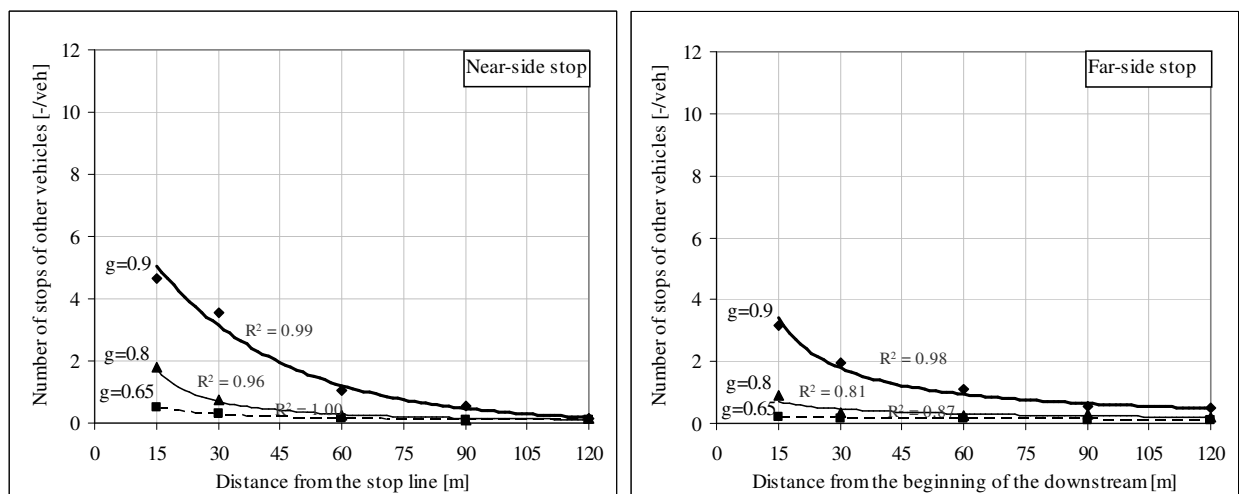 Near-side stop
Number of stops of other vehicles [-/veh]
12
10
8
6
4
2
0
g=0.9
g=0.8
g=0.65
R² = 0.99
R² = 0.96
R² = 1.00
0 15 30 45 60 75 90 105 120
Distance from the stop line [m]
Far-side stop
Number of stops of other vehicles [-/veh]
12
10
8
6
4
2
0
g=0.9
g=0.8
g=0.65
R² = 0.98
R² = 0.81
R² = 0.87
0 15 30 45 60 75 90 105 120
Distance from the beginning of the downstream [m]